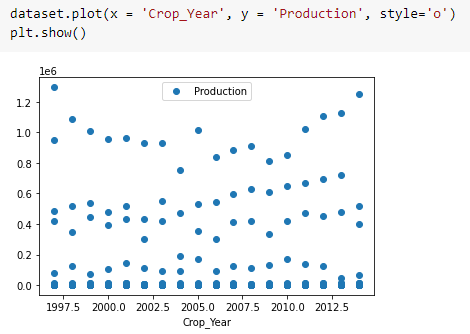 dataset.plot(x = 'Crop_Year', y = 'Production', style='o')
plt.show()
1e6
Production
1.2
1.0
0.8
0.6
0.4
0.2
0.0
1997.5 2000.0 2002.5 2005.0 2007.5 2010.0 2012.5
Crop_Year